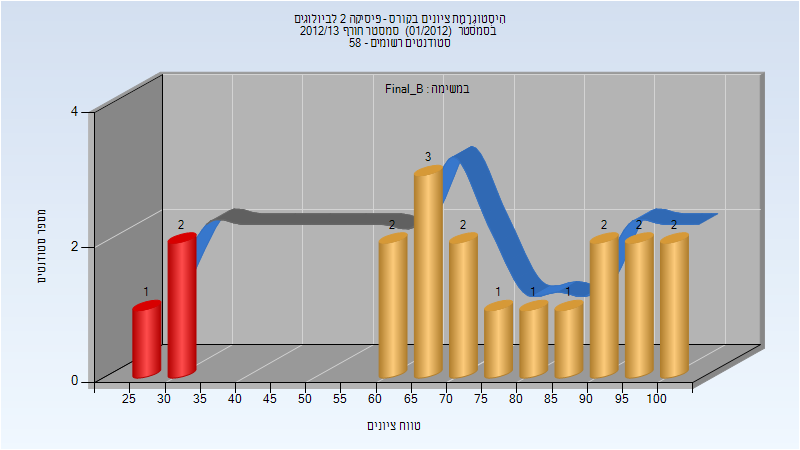 היסטוגרמת ציונים בקורס - פיסיקה 2 לביולוגים
בסמסטר (01/2012) סמסטר חורף 2012/13
סטודנטים רשומים - 58
במשימה : Final_B
מספר סטודנטים
4
2
0
1
2
2
3
2
1
1
1
2
2
2
25 30 35 40 45 50 55 60 65 70 75 80 85 90 95 100
טווח ציונים